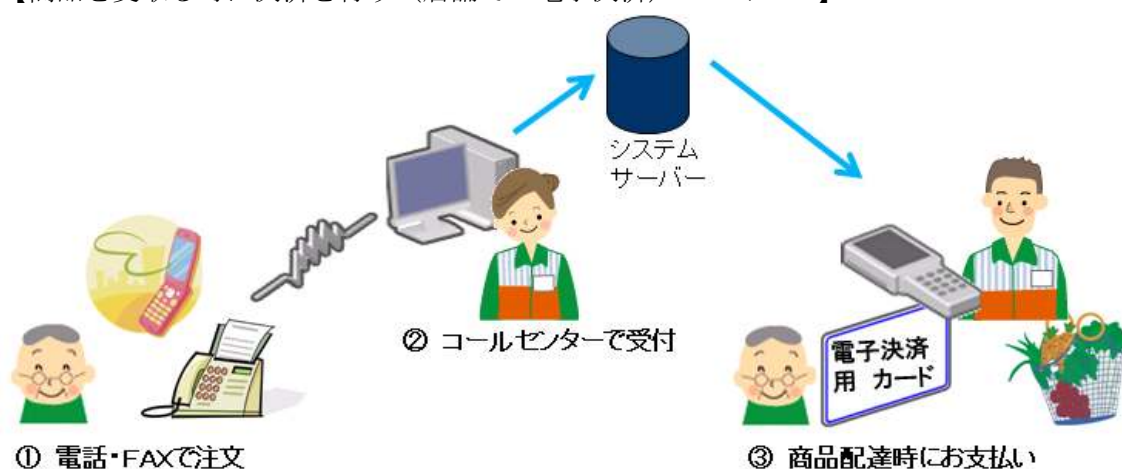 システム
サーバー
② コールセンターで受付
電子決済
用 カード
① 電話・FAXで注文
③ 商品配達時にお支払い